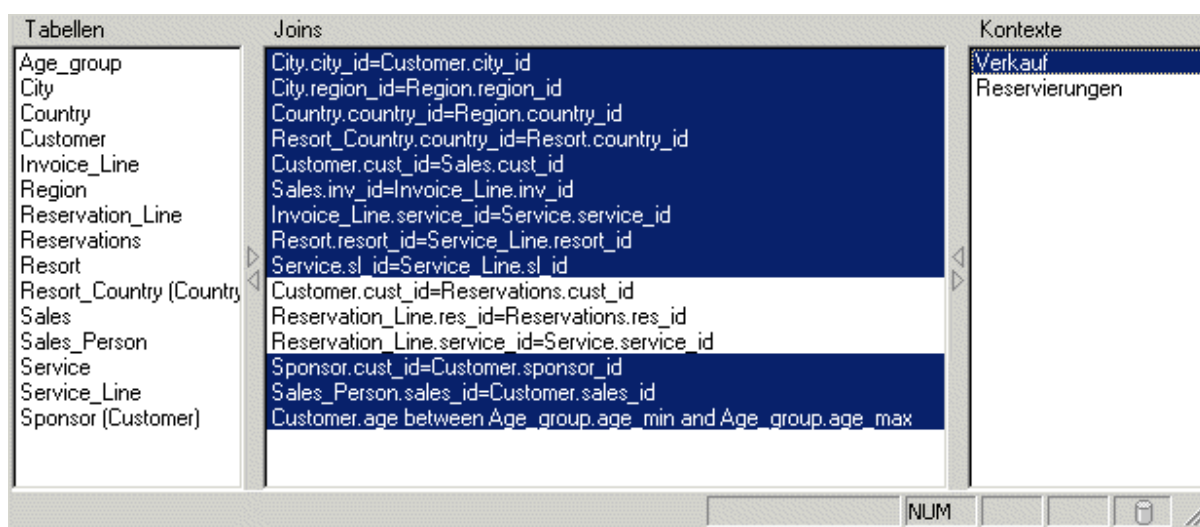 Tabellen
Age_group
City
Country
Customer
Invoice_Line
Region
Reservation_Line
Reservations
Resort
Resort_Country (Country
Sales
Sales_Person
Service
Service_Line
Sponsor (Customer)
Joins
City.city_id=Customer.city_id
City.region_id=Region.region_id
Country.country_id=Region.country_id
Resort_Country.country_id=Resort.country_id
Customer.cust_id=Sales.cust_id
Sales.inv_id=Invoice_Line.inv_id
Invoice_Line.service_id=Service.service_id
Resort.resort_id=Service_Line.resort_id
Service.sl_id=Service_Line.sl_id
Customer.cust_id=Reservations.cust_id
Reservation_Line.res_id=Reservations.res_id
Reservation_Line.service_id=Service.service_id
Sponsor.cust_id=Customer.sponsor_id
Sales_Person.sales_id=Customer.sales_id
Customer.age between Age_group.age_min and Age_group.age_max
Kontexte
Verkauf
Reservierungen
NUM